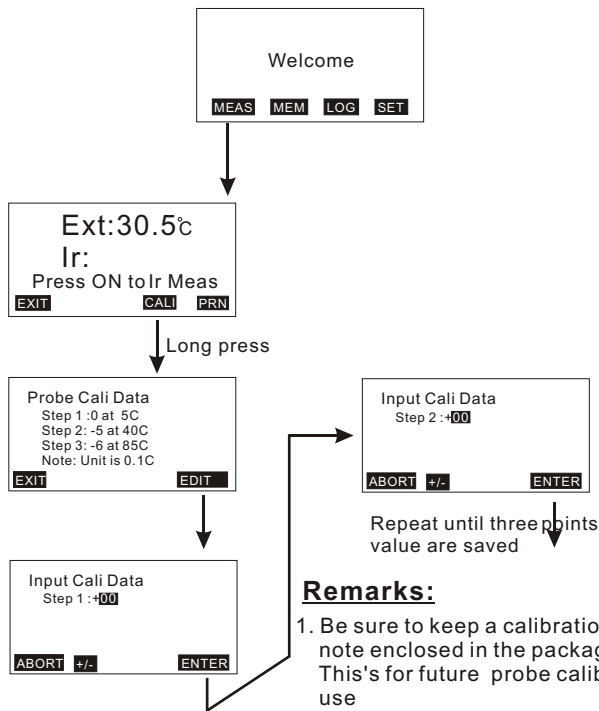 Welcome
MEAS MEM LOG SET
Ext:30.5℃
Ir:
Press ON to Ir Meas
EXIT CALI PRN
Long press
Probe Cali Data
Step 1 :0 at 5C
Step 2: -5 at 40C
Step 3: -6 at 85C
Note: Unit is 0.1C
EXIT EDIT
Input Cali Data
Step 1 :+00
ABORT +/- ENTER
Input Cali Data
Step 2 :+00
ABORT +/- ENTER
Repeat until three points
value are saved
Remarks:
1. Be sure to keep a
note enclosed in the
This's for future probe
use